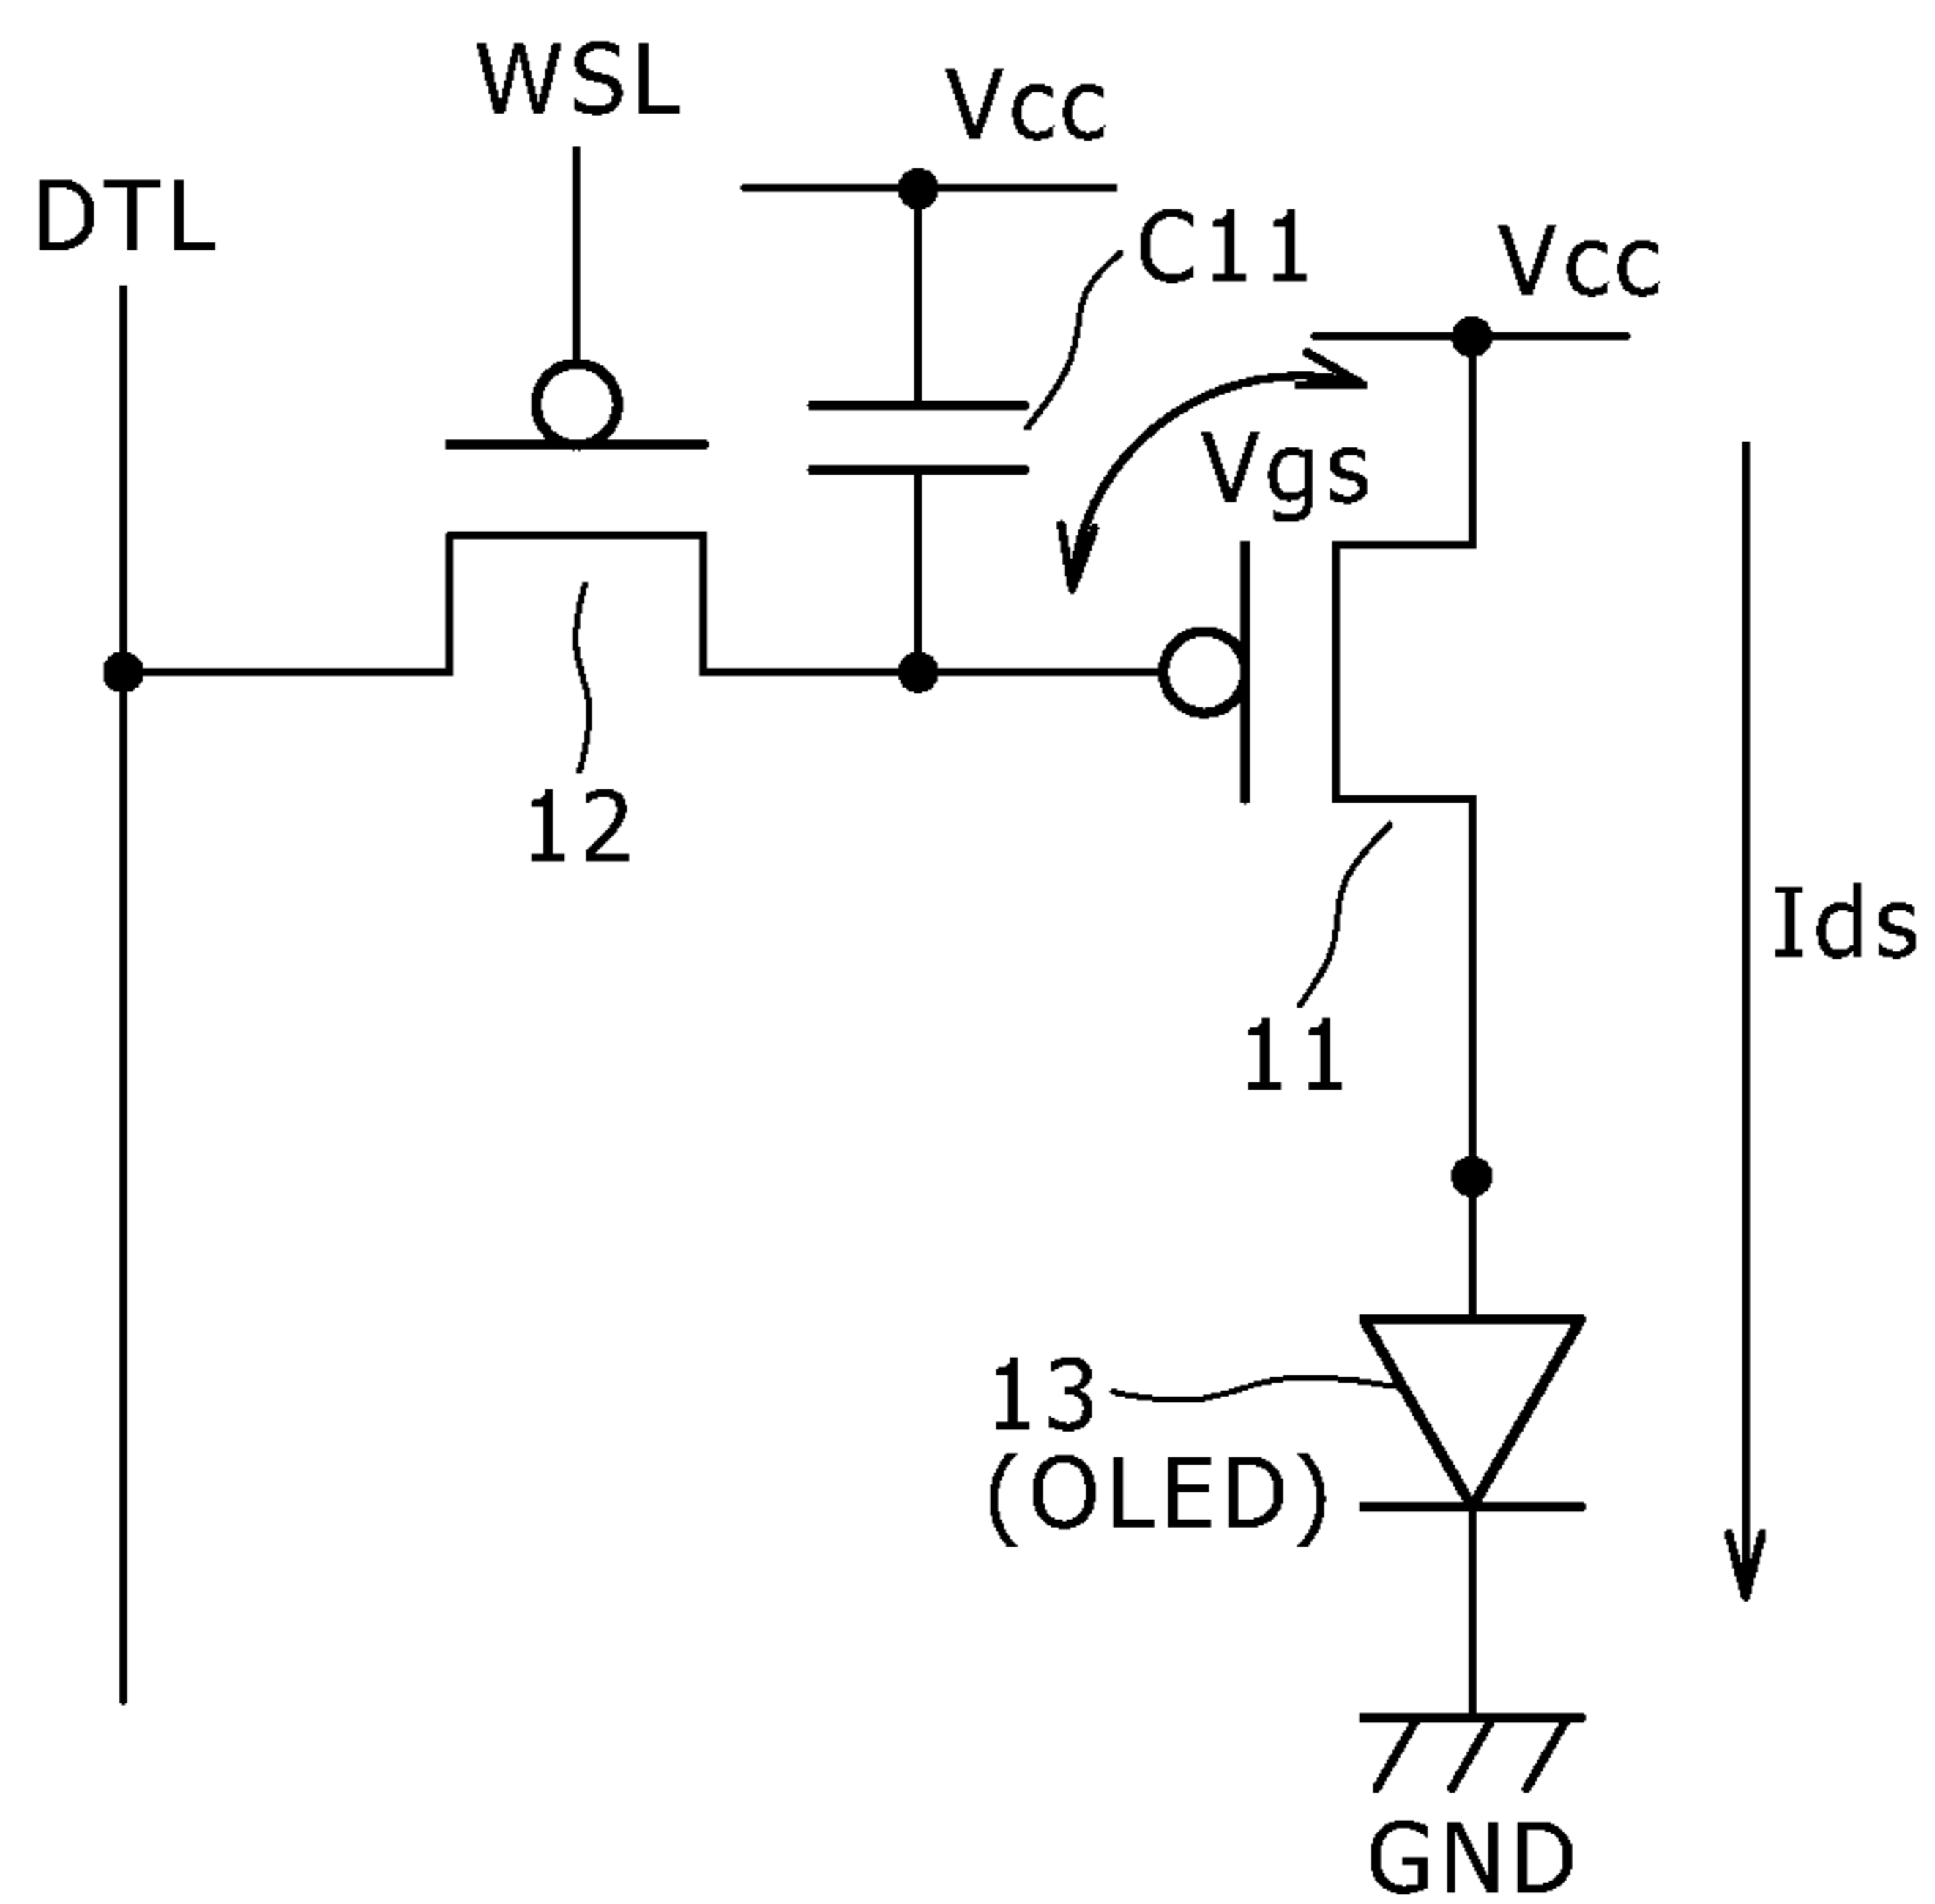 WSL
Vcc
DTL
C11
Vcc
Vgs
12
Ids
11
13
(OLED)
GND